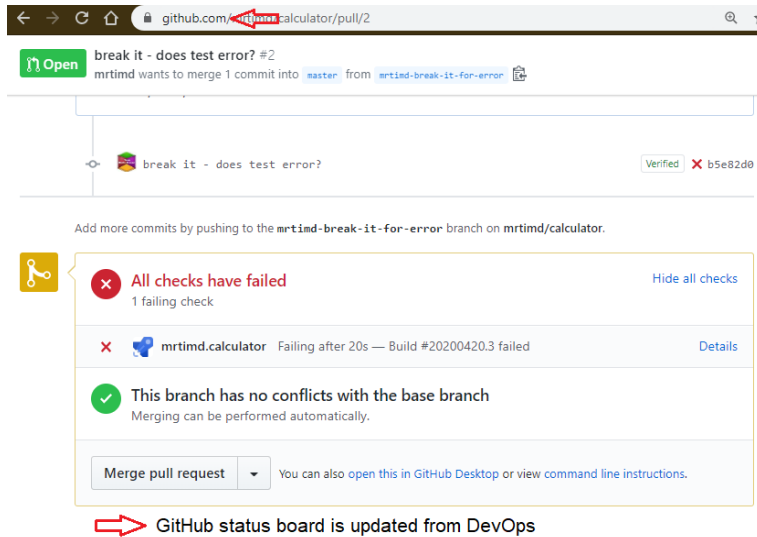 github.com/mrtimd/calculator/pull/2
Open
break it - does test error? #2
mrtimd wants to merge 1 commit into master from mrtimd-break-it-for-error
break it - does test error?
Verified
b5e82d0
Add more commits by pushing to the mrtimd-break-it-for-error branch on mrtimd/calculator.
All checks have failed
Hide all checks
1 failing check
mrtimd.calculator Failing after 20s — Build #20200420.3 failed
Details
This branch has no conflicts with the base branch
Merging can be performed automatically.
Merge pull request
You can also open this in GitHub Desktop or view command line instructions.
GitHub status board is updated from DevOps